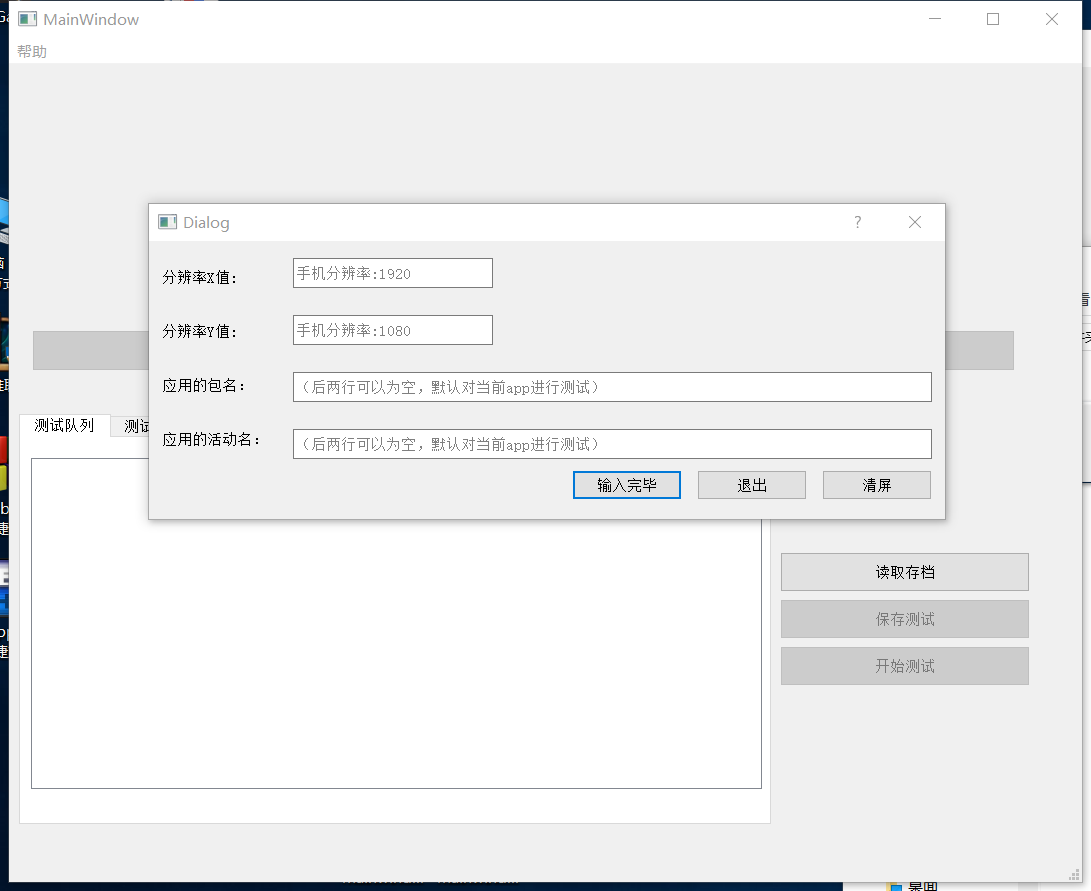 MainWindow
帮助
Dialog
?
分辨率X值:
手机分辨率:1920
分辨率Y值:
手机分辨率:1080
应用的包名:
（后两行可以为空，默认对当前app进行测试）
应用的活动名:
（后两行可以为空，默认对当前app进行测试）
输入完毕
退出
清屏
测试队列
测试
读取存档
保存测试
开始测试
桌面